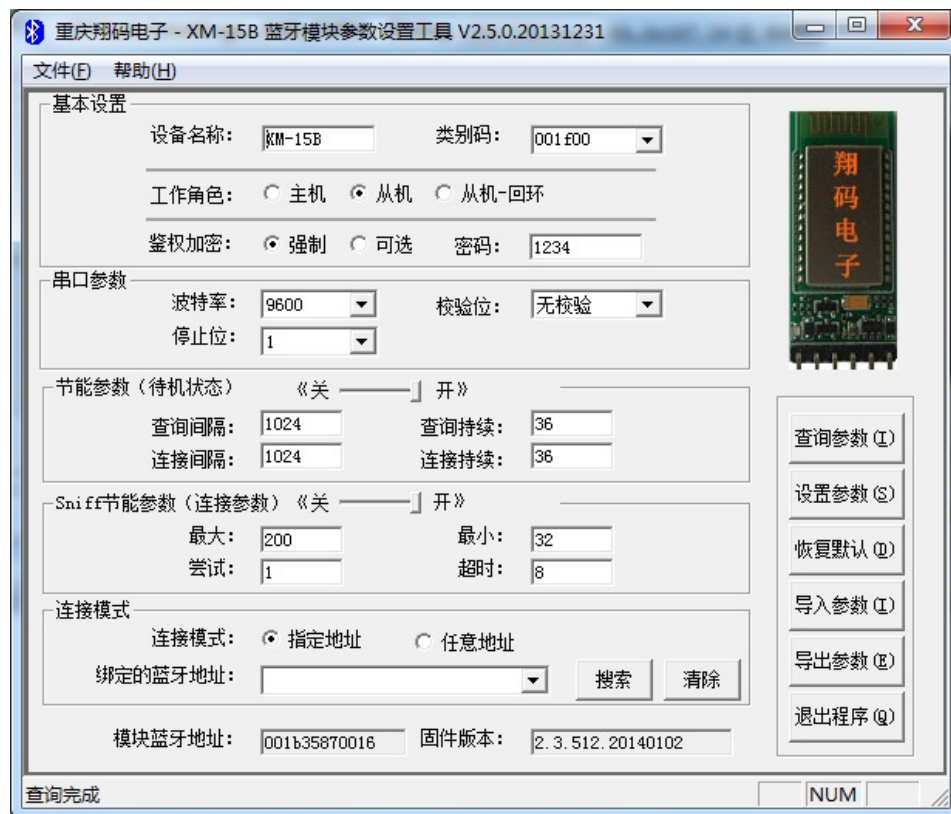 重庆翔码电子 - XM-15B 蓝牙模块参数设置工具 V2.5.0.20131231
文件(F) 帮助(H)
基本设置
设备名称： XM-15B 类别码： 001f00
工作角色： 主机 从机 从机-回环
鉴权加密： 强制 可选 密码： 1234
串口参数
波特率： 9600 校验位： 无校验
停止位： 1
节能参数（待机状态） 《关 开》
查询间隔： 1024 查询持续： 36
连接间隔： 1024 连接持续： 36
Sniff节能参数（连接参数） 《关 开》
最大： 200 最小： 32
尝试： 1 超时： 8
连接模式
连接模式： 指定地址 任意地址
绑定的蓝牙地址： 搜索 清除
模块蓝牙地址： 001b35870016 固件版本： 2.3.512.20140102
翔
码
电
子
查询参数(I)
设置参数(S)
恢复默认(D)
导入参数(I)
导出参数(E)
退出程序(Q)
查询完成 NUM